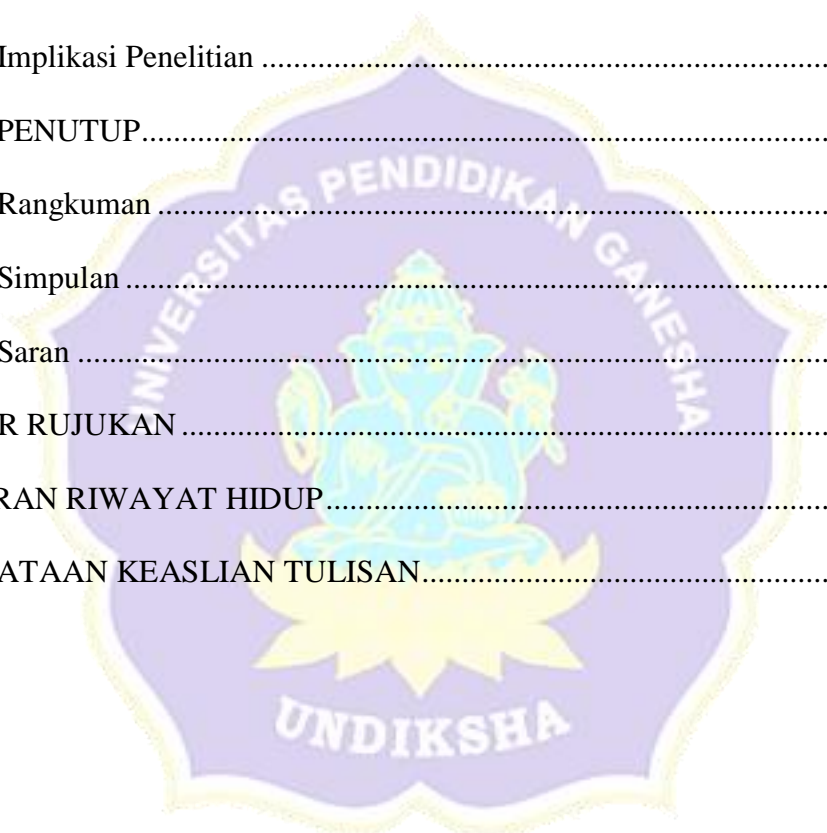 Implikasi Penelitian ........................................................................
PENUTUP........................................................................................
Rangkuman .....................................................................................
Simpulan .........................................................................................
Saran ................................................................................................
R RUJUKAN ...................................................................................
RAN RIWAYAT HIDUP................................................................
ATAAN KEASLIAN TULISAN....................................................
UNIVERSITAS PENDIDIKAN GANESHA
UNDIKSHA